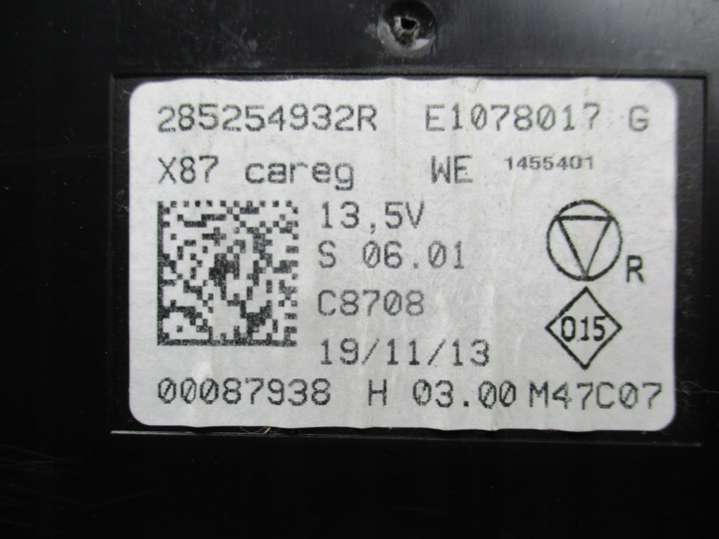 285254932R E1078017 G
X87 careg WE 1455401
13,5V
S 06.01
R
C8708
015
19/11/13
00087938 H 03.00 M47C07